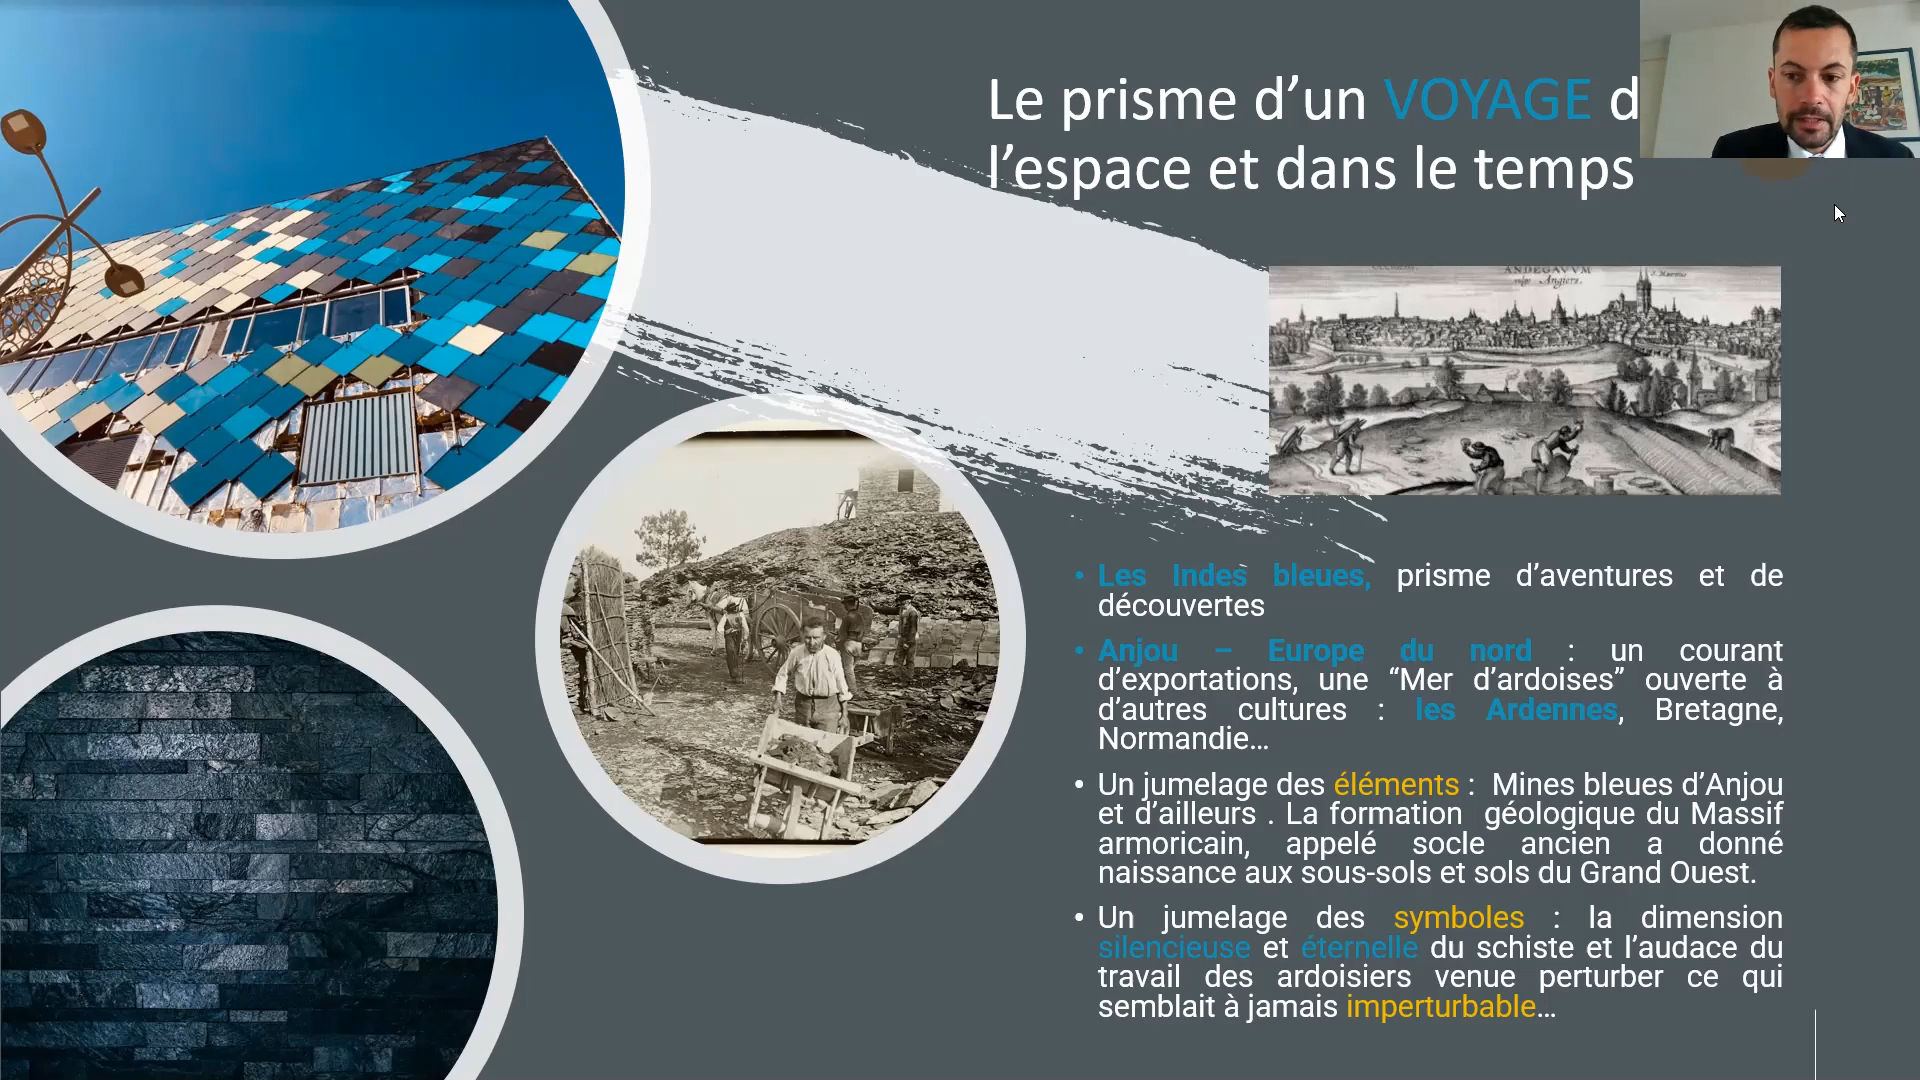 Le prisme d’un VOYAGE d
l’espace et dans le temps
ANDEGAVVM
vulgo Angiers.
• Les Indes bleues, prisme d’aventures et de
découvertes
• Anjou – Europe du nord : un courant
d’exportations, une “Mer d’ardoises” ouverte à
d’autres cultures : les Ardennes, Bretagne,
Normandie…
• Un jumelage des éléments : Mines bleues d’Anjou
et d’ailleurs . La formation géologique du Massif
armoricain, appelé socle ancien a donné
naissance aux sous-sols et sols du Grand Ouest.
• Un jumelage des symboles : la dimension
silencieuse et éternelle du schiste et l’audace du
travail des ardoisiers venue perturber ce qui
semblait à jamais imperturbable…